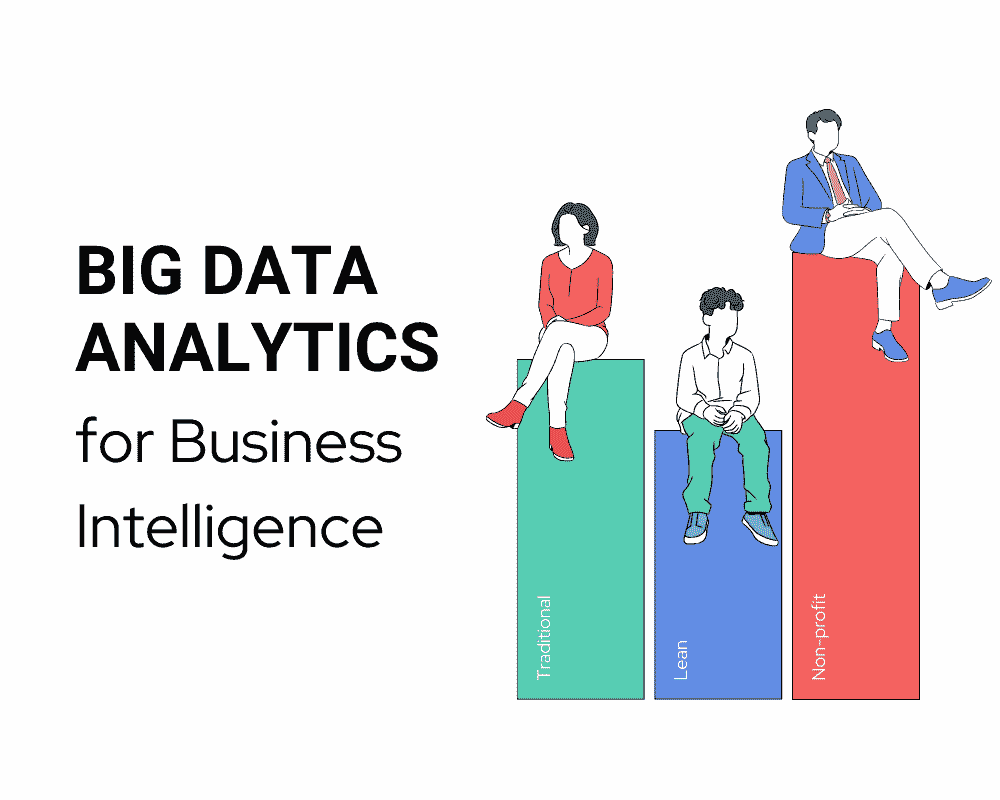 BIG DATA
ANALYTICS
for Business
Intelligence
Traditional
Lean
Non-profit